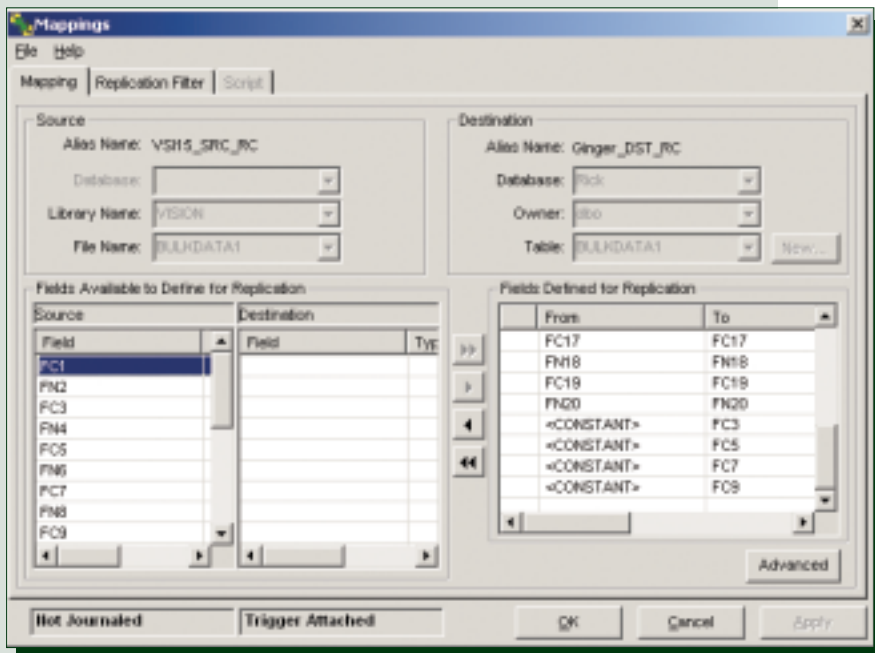 Mappings
File Help
Mapping Replication Filter Script
Source
Alias Name: VSI15_SRC_RC
Database:
Library Name: VISION
File Name: BULKDATA1
Destination
Alias Name: Ginger_DST_RC
Database: Rick
Owner: dbo
Table: BULKDATA1 New...
Fields Available to Define for Replication
Source Destination
Field Field Typ
FC1
FN2
FC3
FN4
FC5
FN6
FC7
FN8
FC9
Fields Defined for Replication
From To
FC17 FC17
FN18 FN18
FC19 FC19
FN20 FN20
<CONSTANT> FC3
<CONSTANT> FC5
<CONSTANT> FC7
<CONSTANT> FC9
Advanced
Not Journaled Trigger Attached OK Cancel Apply